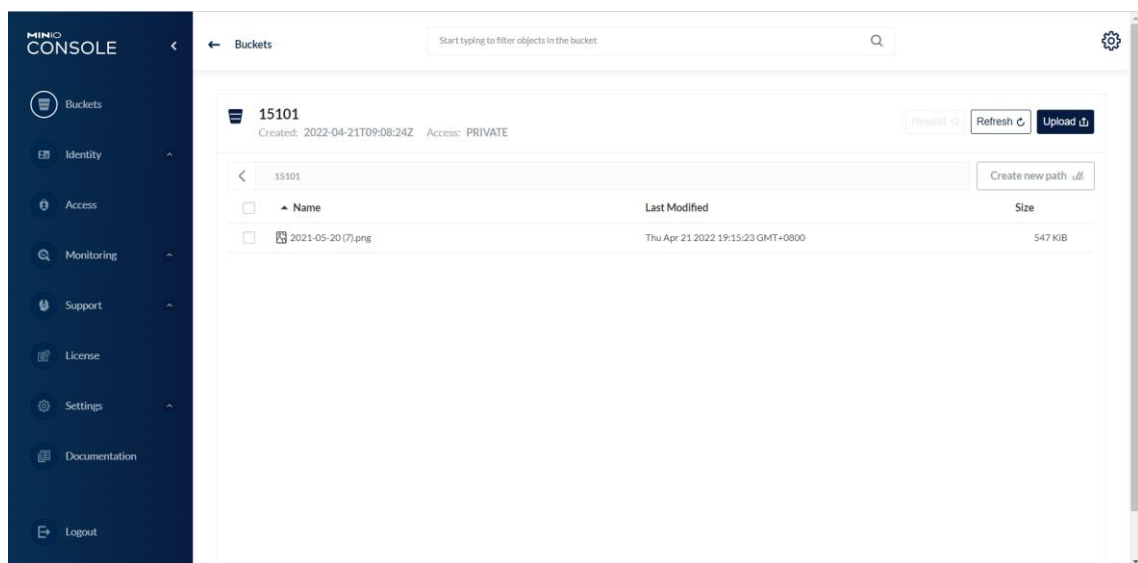 MINIO
CONSOLE
Buckets
Identity
Access
Monitoring
Support
License
Settings
Documentation
Logout
Buckets
Start typing to filter objects in the bucket
15101
Created: 2022-04-21T09:08:24Z Access: PRIVATE
Rewind
Refresh
Upload
15101
Create new path
Name Last Modified Size
2021-05-20 (7).png Thu Apr 21 2022 19:15:23 GMT+0800 547 KiB